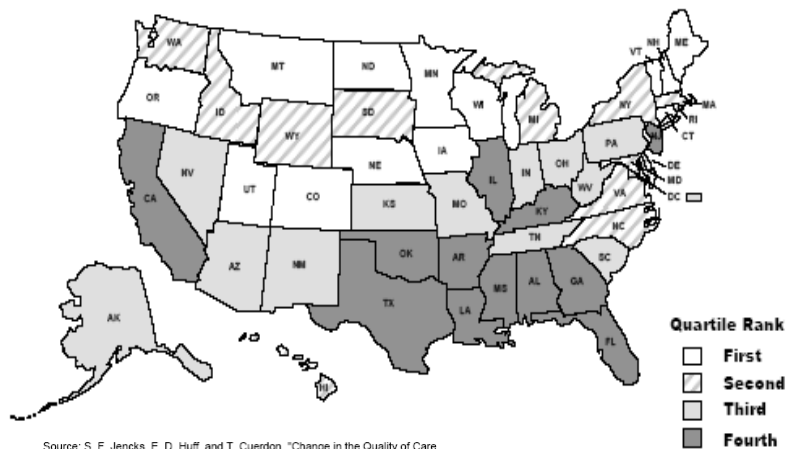 WA
MT
ND
MN
VT
NH
ME
OR
ID
WY
SD
WI
MI
NY
MA
RI
CT
NV
UT
CO
NE
IA
IL
IN
OH
PA
NJ
DE
MD
DC
CA
KS
MO
KY
WV
VA
AZ
NM
OK
AR
TN
NC
SC
TX
LA
MS
AL
GA
FL
AK
HI
Quartile Rank
First
Second
Third
Fourth
Source: S. F. Jencks, E. D. Huff, and T. Cuerdon, "Change in the Quality of Care